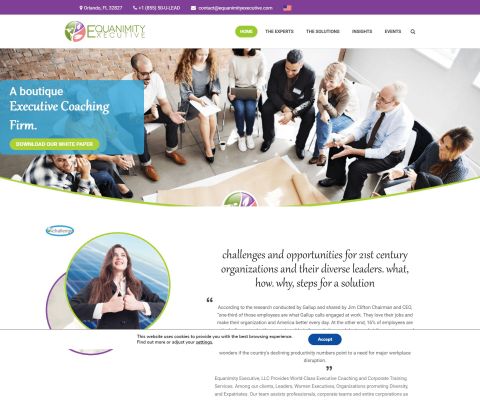 Orlando, FL 32827 +1 (855) 5G-U-LEAD contact@equanimityexecutive.com
EQUANIMITY
EXECUTIVE
HOME THE EXPERTS THE SOLUTIONS INSIGHTS EVENTS
A boutique
Executive Coaching
Firm.
DOWNLOAD OUR WHITE PAPER
challenges and opportunities for 21st century
organizations and their diverse leaders. what,
how. why, steps for a solution
“
According to the research conducted by Gallup and shared by Jim Clifton Chairman and CEO,
“one-third of those employees are what Gallup calls engaged at work. They love their jobs and
make their organization and America better every day. At the other end, 16% of employees are
This website uses cookies to provide you with the best browsing experience.
Find out more or adjust your settings.
Accept
wonders if the country's declining productivity numbers point to a need for major workplace
disruption.
”
Equanimity Executive, LLC Provides World-Class Executive Coaching and Corporate Training
Services. Among our clients, Leaders, Women Executives, Organizations promoting Diversity,
and Expatriates. Our team assists professionals, corporate teams and entire corporations as